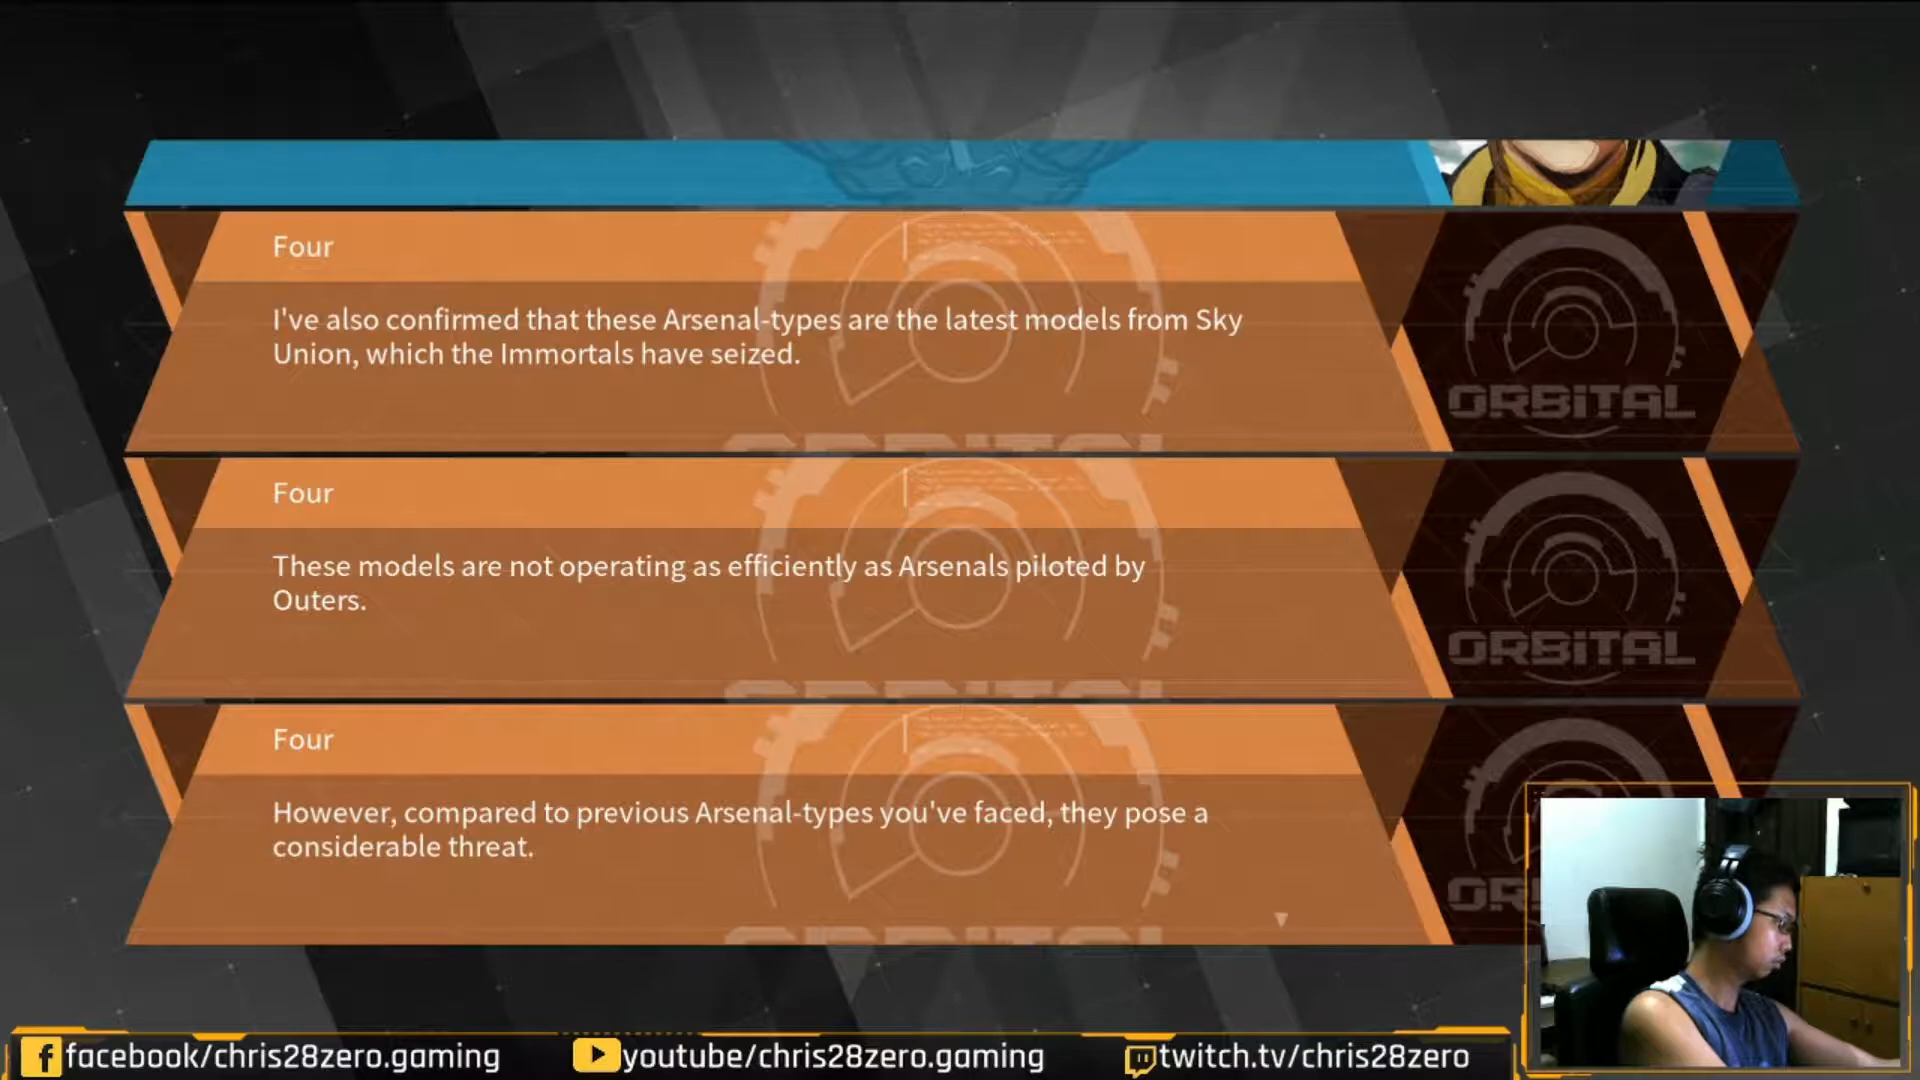 Four
I've also confirmed that these Arsenal-types are the latest models from Sky
Union, which the Immortals have seized.
ORBITAL
Four
These models are not operating as efficiently as Arsenals piloted by
Outers.
ORBITAL
Four
However, compared to previous Arsenal-types you've faced, they pose a
considerable threat.
facebook/chris28zero.gaming
youtube/chris28zero.gaming
twitch.tv/chris28zero